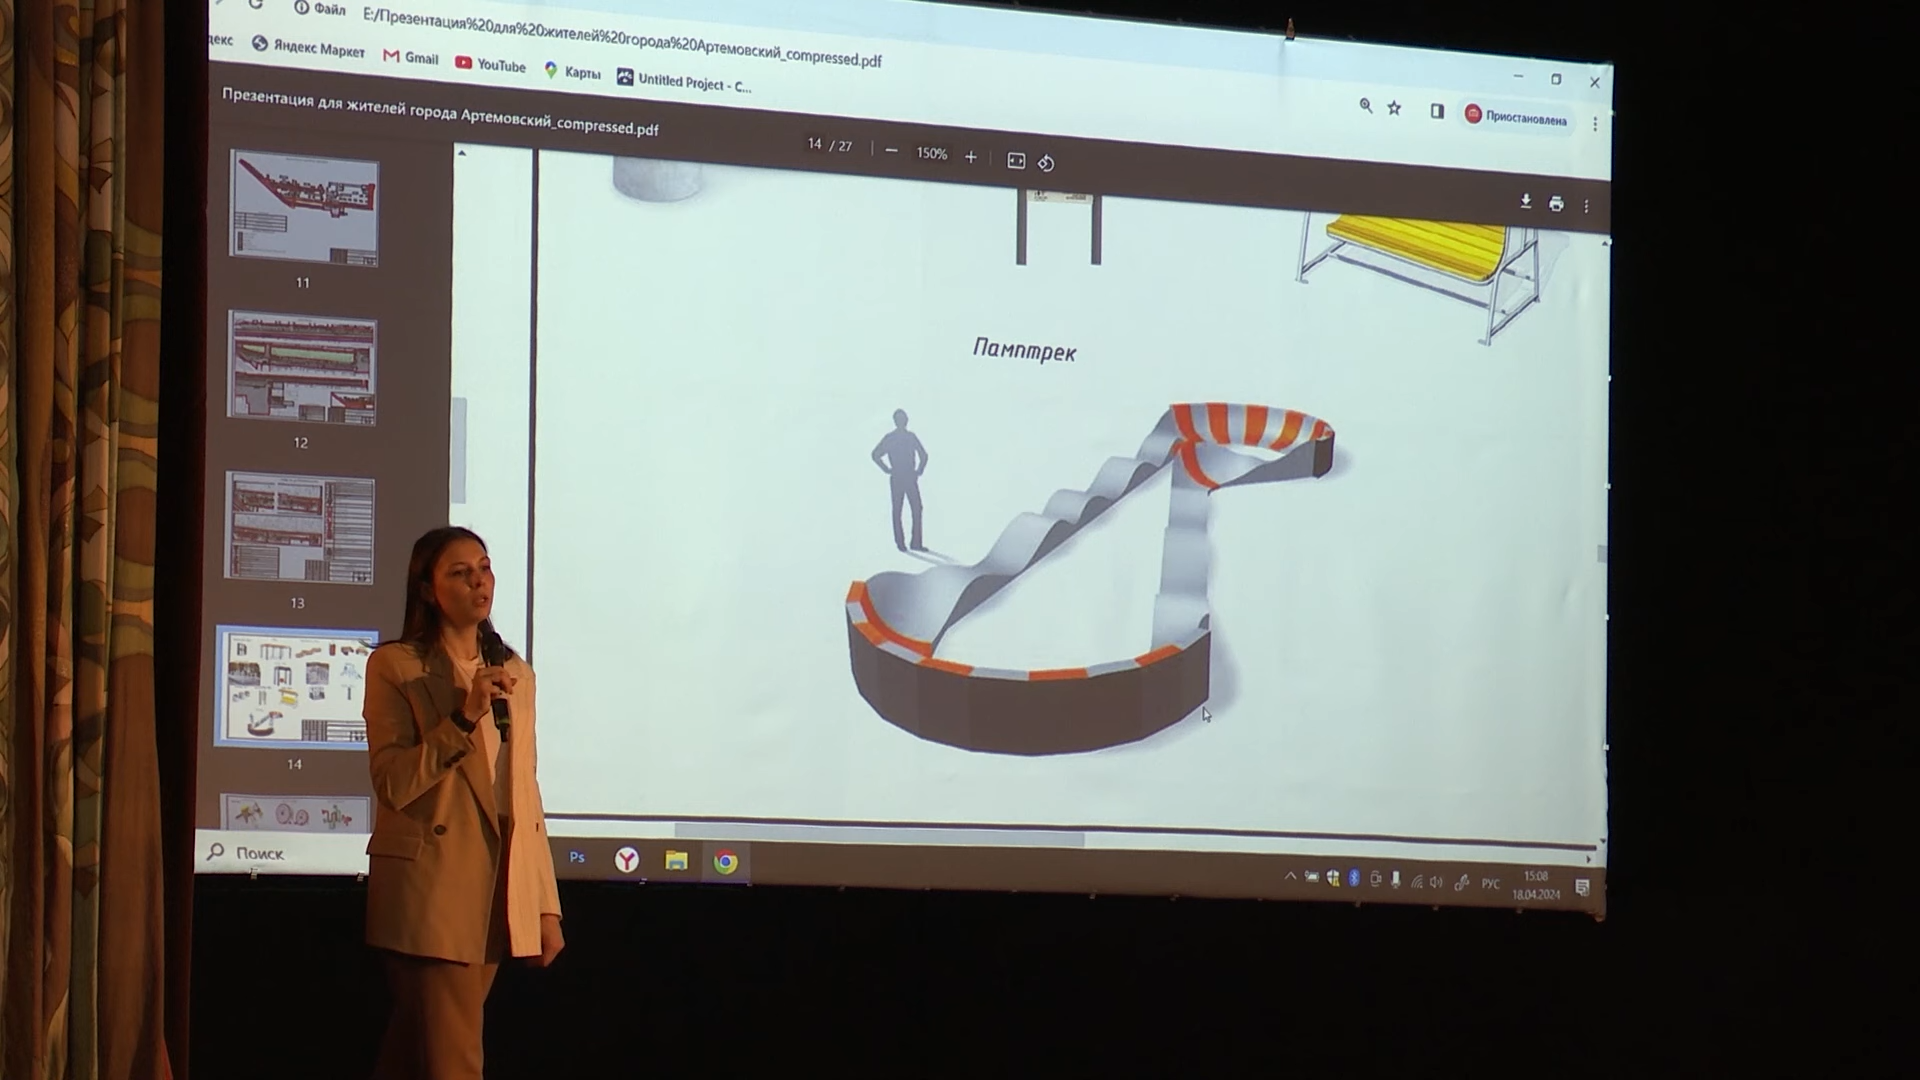 Файл E:/Презентация%20для%20жителей%20города%20Артемовский_compressed.pdf
декс Яндекс Маркет Gmail YouTube Карты Untitled Project - C...
Приостановлена
Презентация для жителей города Артемовский_compressed.pdf
14 / 27 150%
11
12
13
14
Памптрек
Поиск
Ps
РУС
15:08
18.04.2024